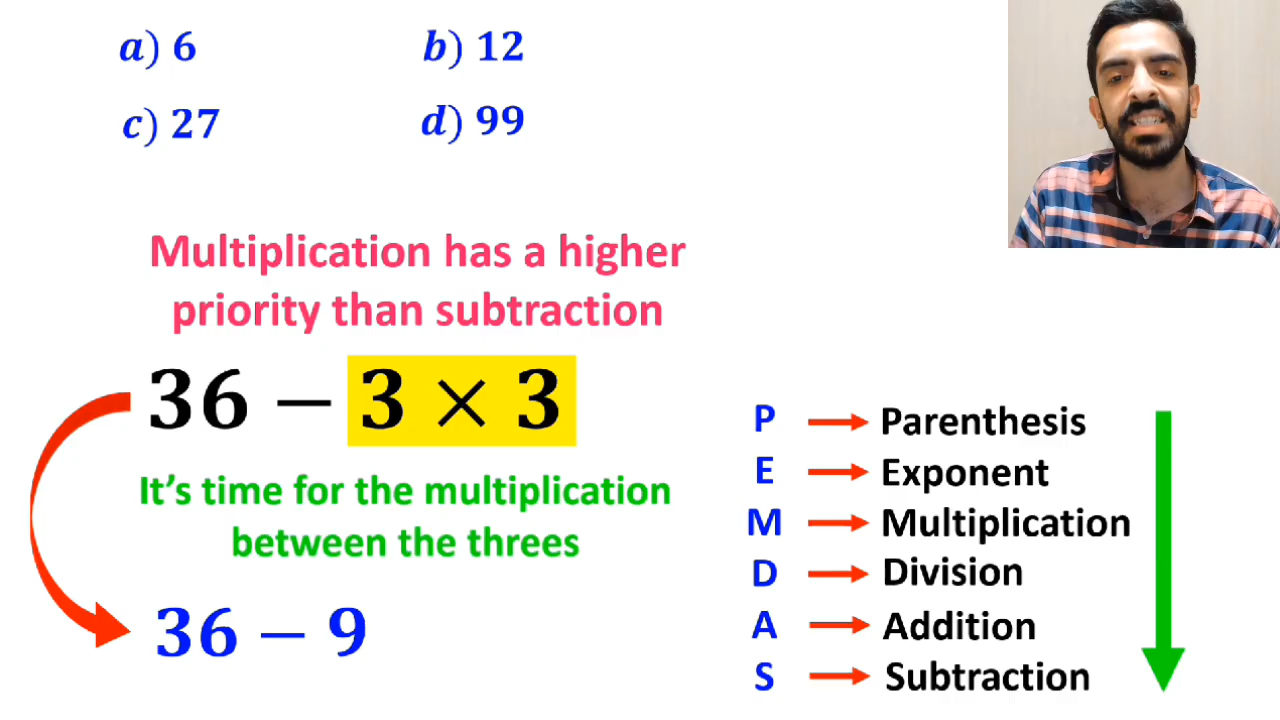 a) 6 b) 12
c) 27 d) 99
Multiplication has a higher
priority than subtraction
36 − 3 × 3
It’s time for the multiplication
between the threes
36 − 9
P Parenthesis
E Exponent
M Multiplication
D Division
A Addition
S Subtraction